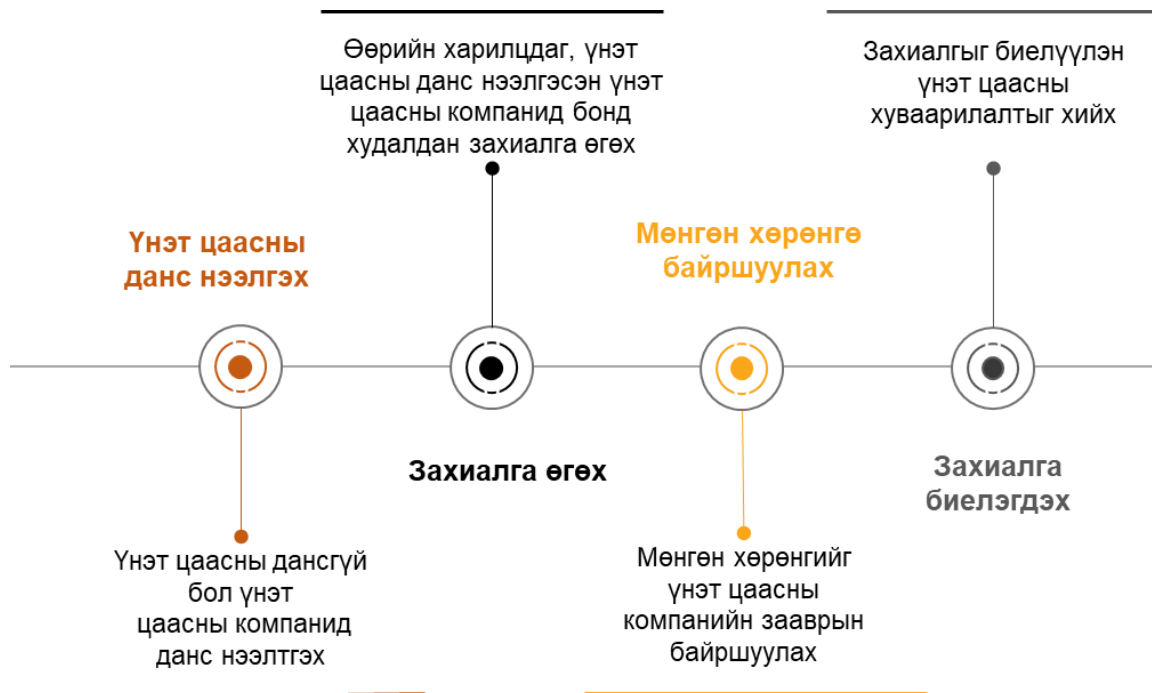 Өөрийн харилцдаг, үнэт
цаасны данс нээлгэсэн үнэт
цаасны компанид бонд
худалдан захиалга өгөх
Захиалгыг биелүүлэн
үнэт цаасны
хуваарилалтыг хийх
Үнэт цаасны
данс нээлгэх
Мөнгөн хөрөнгө
байршуулах
Захиалга өгөх
Захиалга
биелэгдэх
Үнэт цаасны дансгүй
бол үнэт
цаасны компанид
данс нээлтгэх
Мөнгөн хөрөнгийг
үнэт цаасны
компанийн зааврын
байршуулах